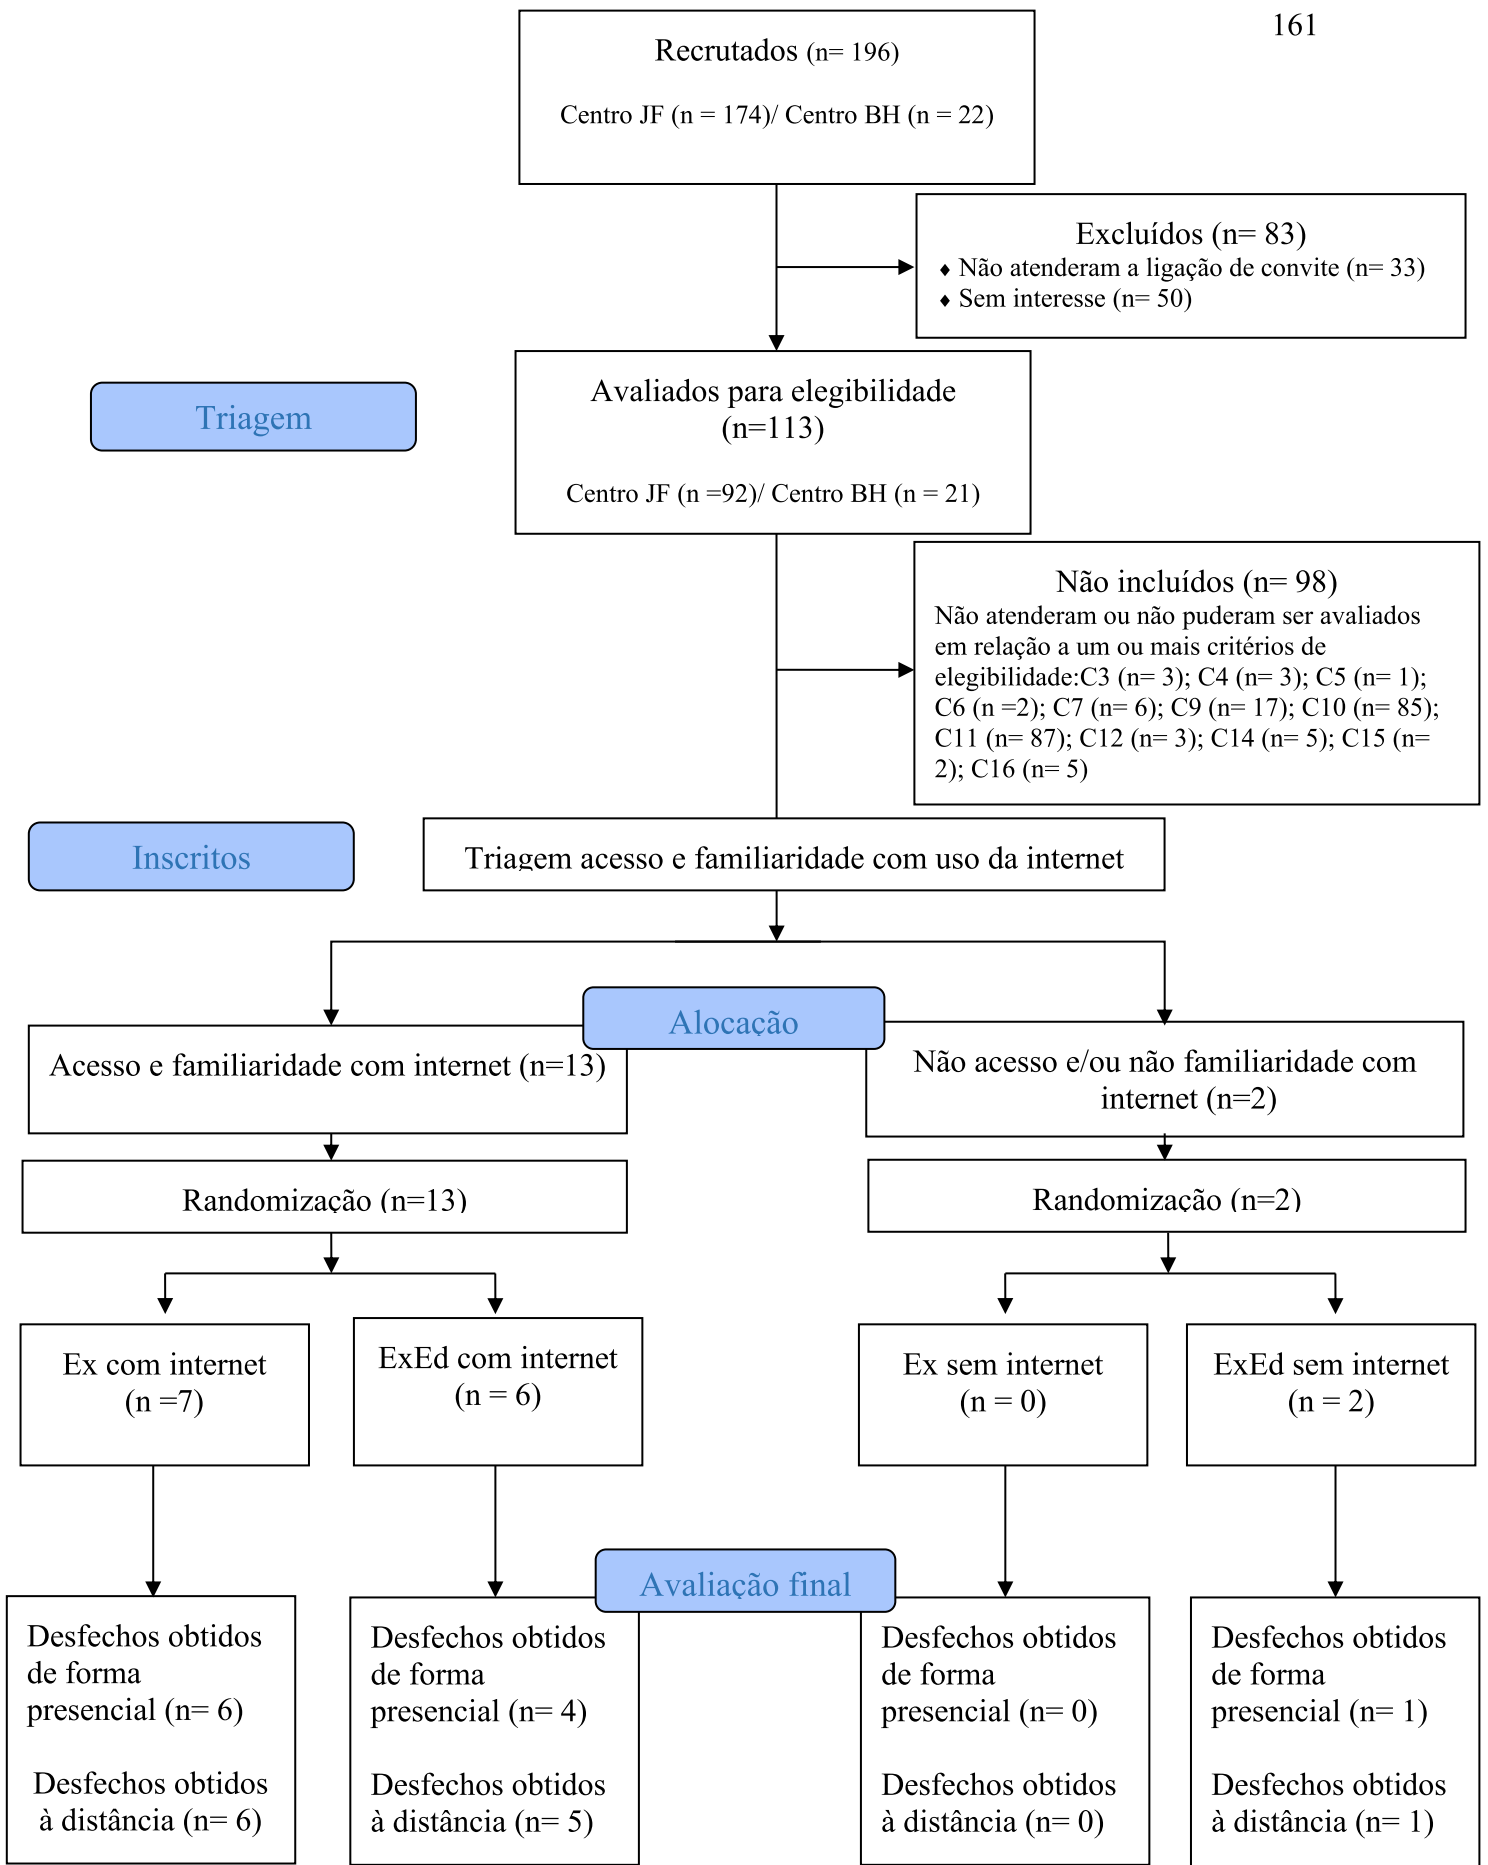 161
Recrutados (n= 196)
Centro JF (n = 174)/ Centro BH (n = 22)
Excluídos (n= 83)
♦ Não atenderam a ligação de convite (n= 33)
♦ Sem interesse (n= 50)
Triagem
Avaliados para elegibilidade
(n=113)
Centro JF (n =92)/ Centro BH (n = 21)
Não incluídos (n= 98)
Não atenderam ou não puderam ser avaliados
em relação a um ou mais critérios de
elegibilidade:C3 (n= 3); C4 (n= 3); C5 (n= 1);
C6 (n =2); C7 (n= 6); C9 (n= 17); C10 (n= 85);
C11 (n= 87); C12 (n= 3); C14 (n= 5); C15 (n=
2); C16 (n= 5)
Inscritos
Triagem acesso e familiaridade com uso da internet
Alocação
Acesso e familiaridade com internet (n=13)
Não acesso e/ou não familiaridade com
internet (n=2)
Randomização (n=13)
Randomização (n=2)
Ex com internet
(n =7)
ExEd com internet
(n = 6)
Ex sem internet
(n = 0)
ExEd sem internet
(n = 2)
Avaliação final
Desfechos obtidos
de forma
presencial (n= 6)
Desfechos obtidos
à distância (n= 6)
Desfechos obtidos
de forma
presencial (n= 4)
Desfechos obtidos
à distância (n= 5)
Desfechos obtidos
de forma
presencial (n= 0)
Desfechos obtidos
à distância (n= 0)
Desfechos obtidos
de forma
presencial (n= 1)
Desfechos obtidos
à distância (n= 1)